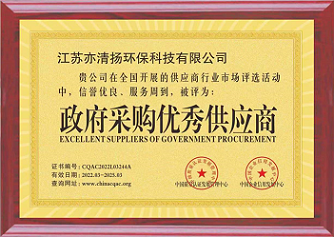 江苏亦清扬环保科技有限公司
贵公司在全国开展的供应商行业市场评选活动
中，信誉优良、服务周到，被评为：
政府采购优秀供应商
EXCELLENT SUPPLIERS OF GOVERNMENT PROCUREMENT
证书编号：CQAC2022L03244A
有效日期：2022.03-2025.03
查询网址：www.chinacqac.org